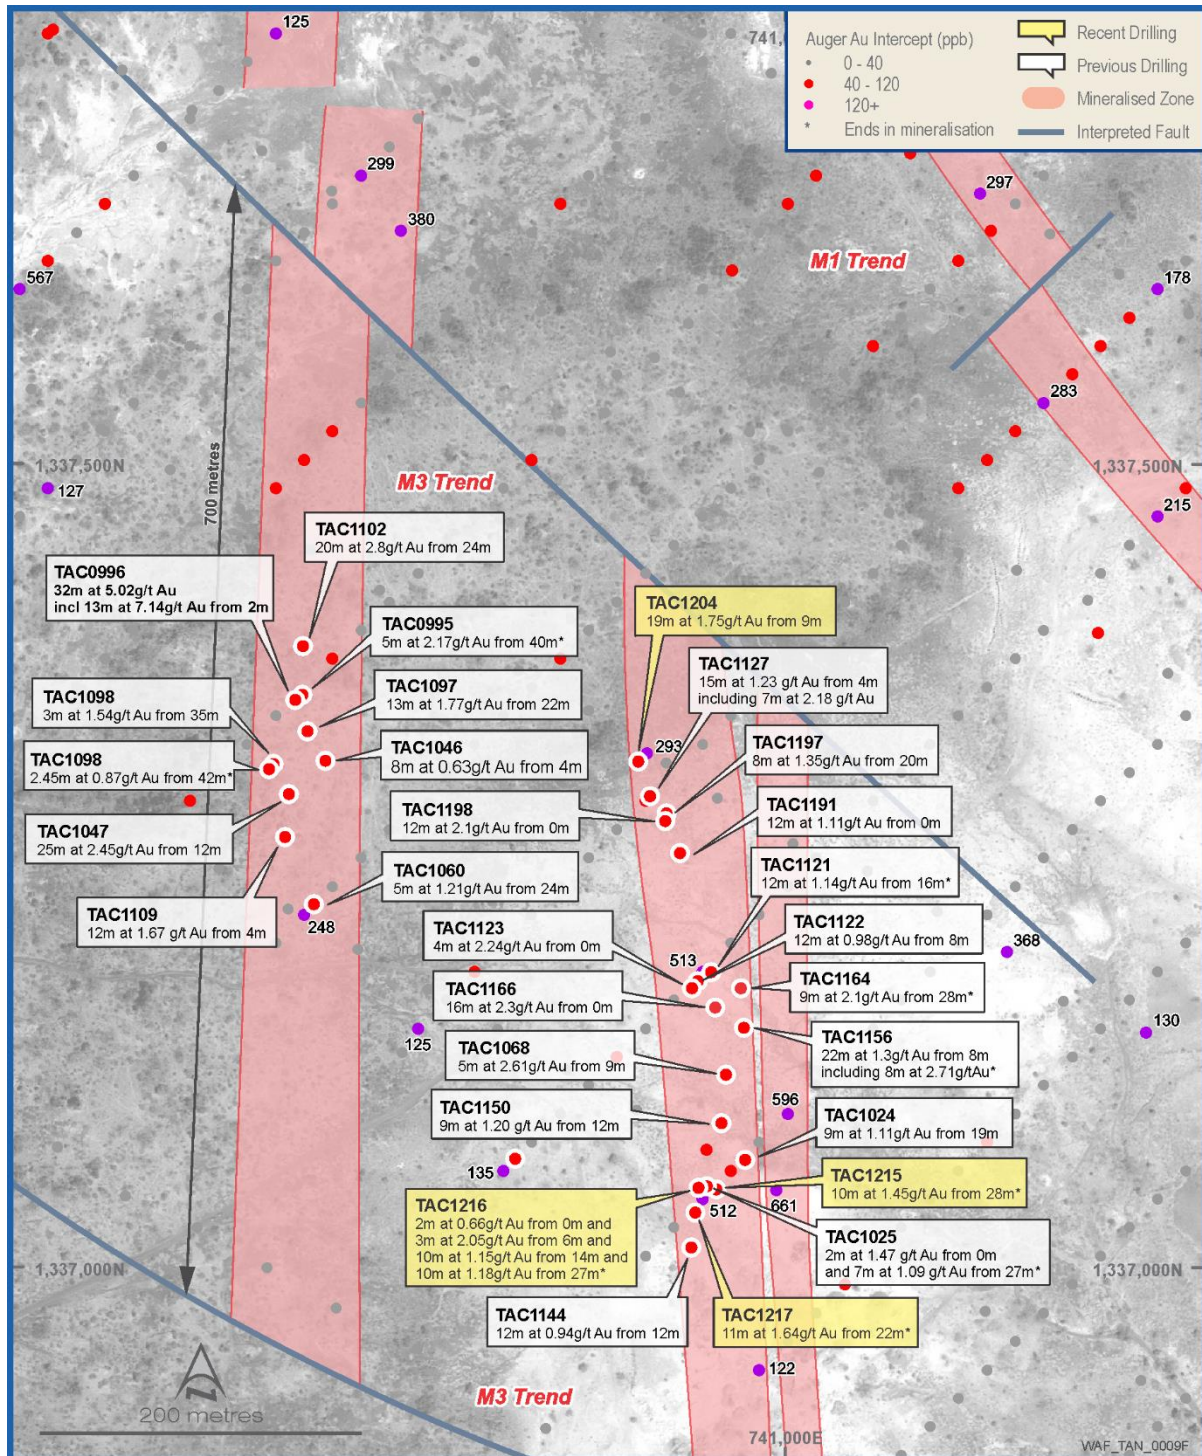 125
741,
Auger Au Intercept (ppb)
0 - 40
40 - 120
120+
* Ends in mineralisation
Recent Drilling
Previous Drilling
Mineralised Zone
Interpreted Fault
299
380
297
567
M1 Trend
178
283
700 metres
1,337,500N
1,337,500N
M3 Trend
127
215
TAC1102
20m at 2.8g/t Au from 24m
TAC0996
32m at 5.02g/t Au
incl 13m at 7.14g/t Au from 2m
TAC0995
5m at 2.17g/t Au from 40m*
TAC1204
19m at 1.75g/t Au from 9m
TAC1127
15m at 1.23 g/t Au from 4m
including 7m at 2.18 g/t Au
TAC1097
13m at 1.77g/t Au from 22m
TAC1098
3m at 1.54g/t Au from 35m
TAC1098
2.45m at 0.87g/t Au from 42m*
TAC1046
8m at 0.63g/t Au from 4m
293
TAC1197
8m at 1.35g/t Au from 20m
TAC1198
12m at 2.1g/t Au from 0m
TAC1191
12m at 1.11g/t Au from 0m
TAC1047
25m at 2.45g/t Au from 12m
TAC1060
5m at 1.21g/t Au from 24m
TAC1121
12m at 1.14g/t Au from 16m*
TAC1109
12m at 1.67 g/t Au from 4m
248
TAC1123
4m at 2.24g/t Au from 0m
TAC1122
12m at 0.98g/t Au from 8m
368
513
TAC1166
16m at 2.3g/t Au from 0m
TAC1164
9m at 2.1g/t Au from 28m*
125
130
TAC1068
5m at 2.61g/t Au from 9m
TAC1156
22m at 1.3g/t Au from 8m
including 8m at 2.71g/tAu*
596
TAC1150
9m at 1.20 g/t Au from 12m
TAC1024
9m at 1.11g/t Au from 19m
135
TAC1216
2m at 0.66g/t Au from 0m and
3m at 2.05g/t Au from 6m and
10m at 1.15g/t Au from 14m and
10m at 1.18g/t Au from 27m*
TAC1215
10m at 1.45g/t Au from 28m*
512
661
TAC1025
2m at 1.47 g/t Au from 0m
and 7m at 1.09 g/t Au from 27m*
1,337,000N
1,337,000N
TAC1144
12m at 0.94g/t Au from 12m
TAC1217
11m at 1.64g/t Au from 22m*
122
M3 Trend
N
200 metres
741,000E
WAF_TAN_0009F